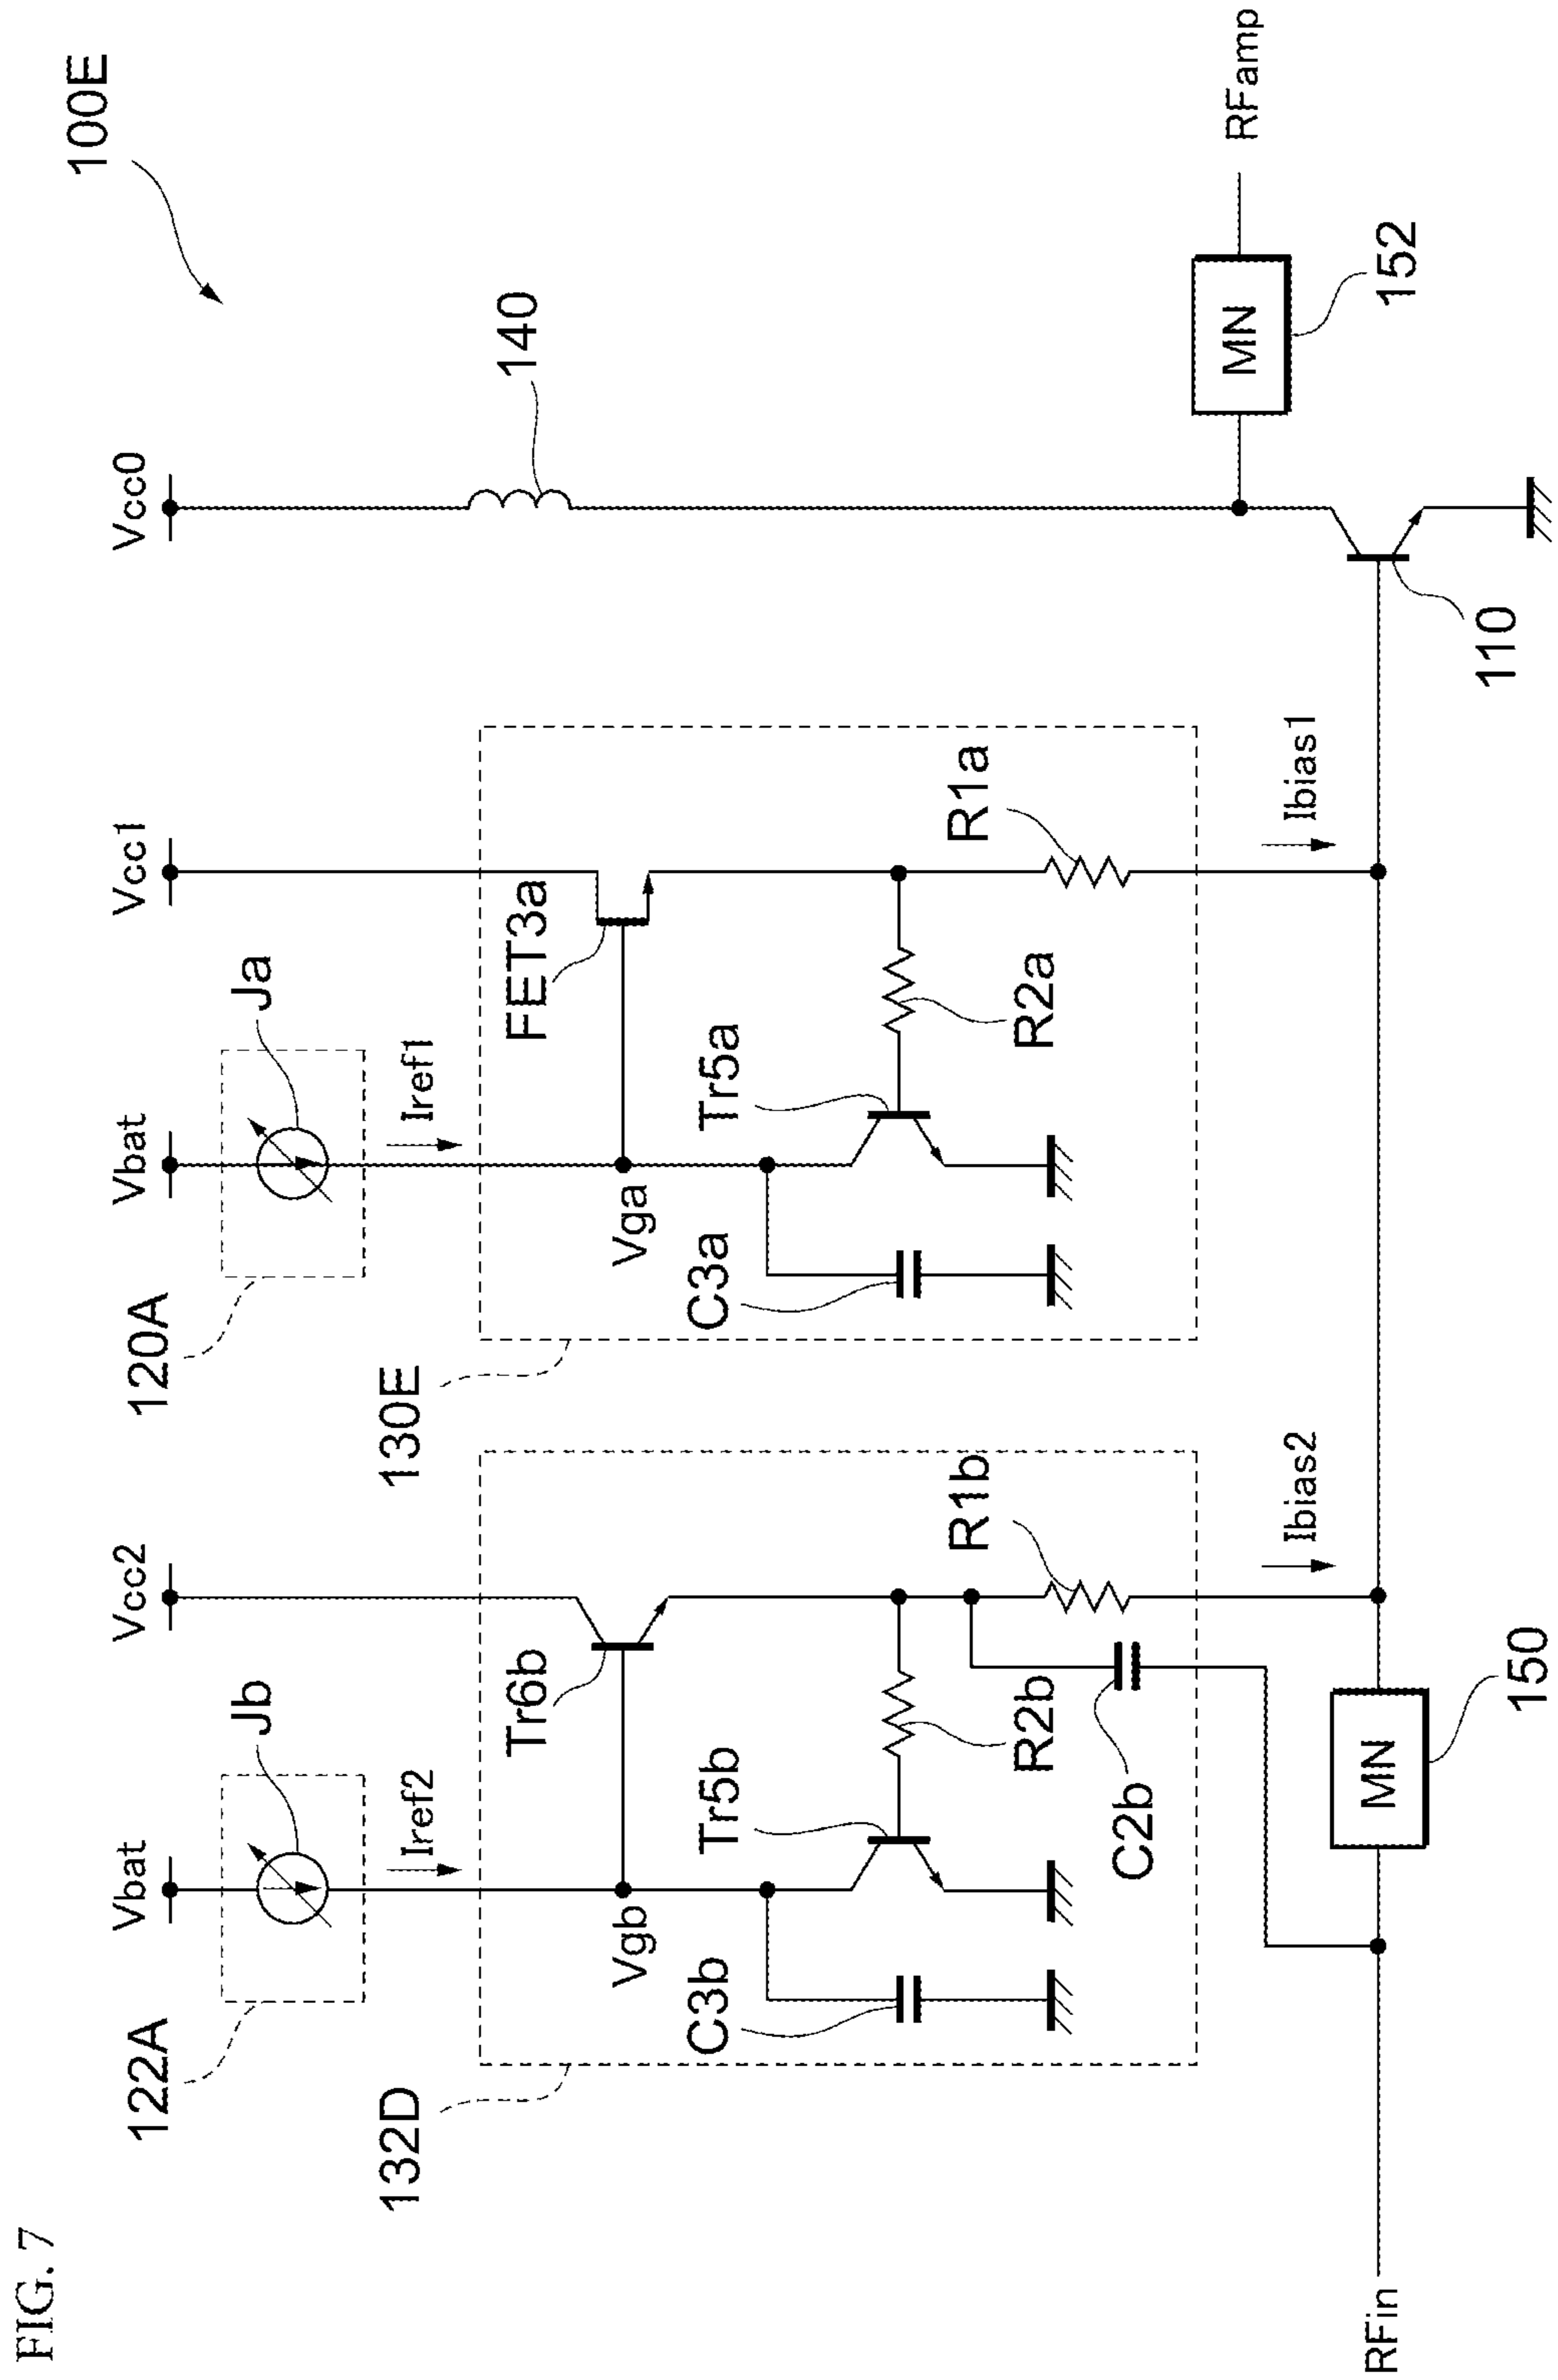 FIG. 7
100E
Vbat
Vcc2
Vbat
Vcc1
Vcc0
122A
Jb
120A
Ja
Iref2
Iref1
132D
130E
140
Tr6b
FET3a
Vgb
Vga
C3b
Tr5b
C3a
Tr5a
R2b
R1b
R2a
R1a
C2b
Ibias2
Ibias1
MN
152
RFamp
RFin
MN
150
110